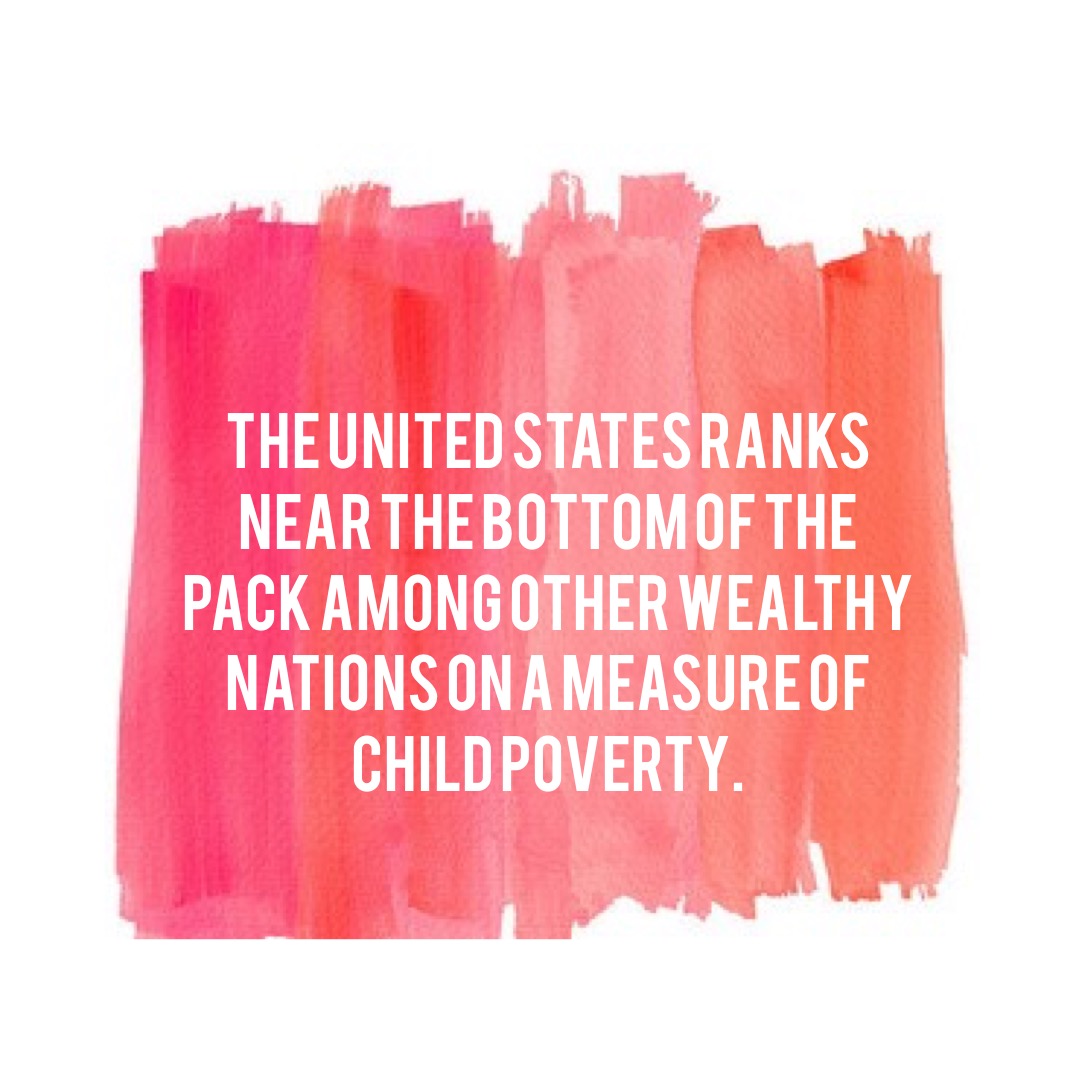 THE UNITED STATES RANKS
NEAR THE BOTTOM OF THE
PACK AMONG OTHER WEALTHY
NATIONS ON A MEASURE OF
CHILD POVERTY.